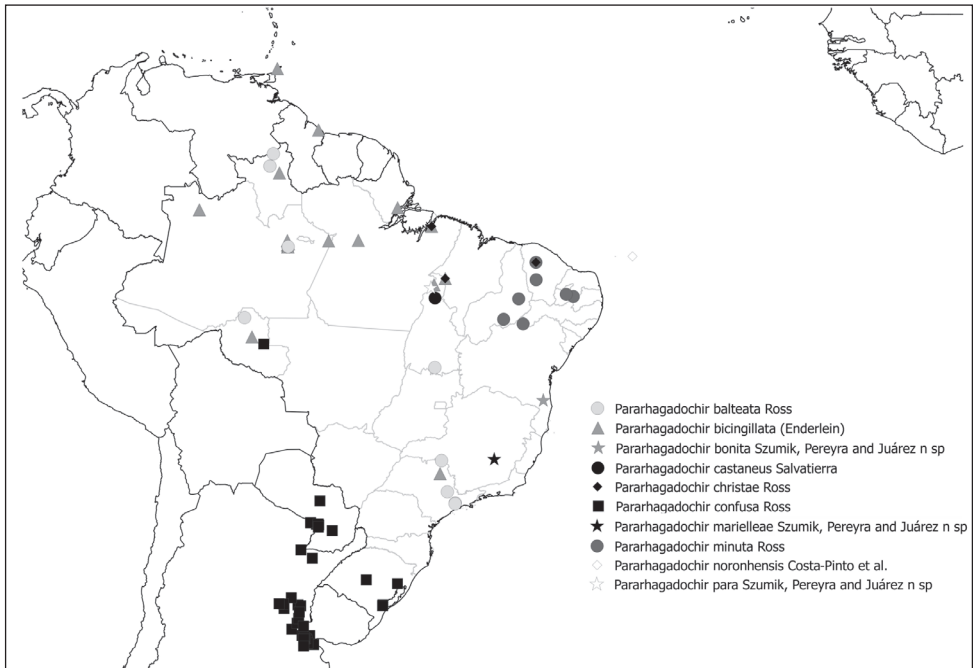 Pararhagadochir balteata Ross
Pararhagadochir bicingillata (Enderlein)
Pararhagadochir bonita Szumik, Pereyra and Juárez n sp
Pararhagadochir castaneus Salvatierra
Pararhagadochir christae Ross
Pararhagadochir confusa Ross
Pararhagadochir marielleae Szumik, Pereyra and Juárez n sp
Pararhagadochir minuta Ross
Pararhagadochir noronhensis Costa-Pinto et al.
Pararhagadochir para Szumik, Pereyra and Juárez n sp